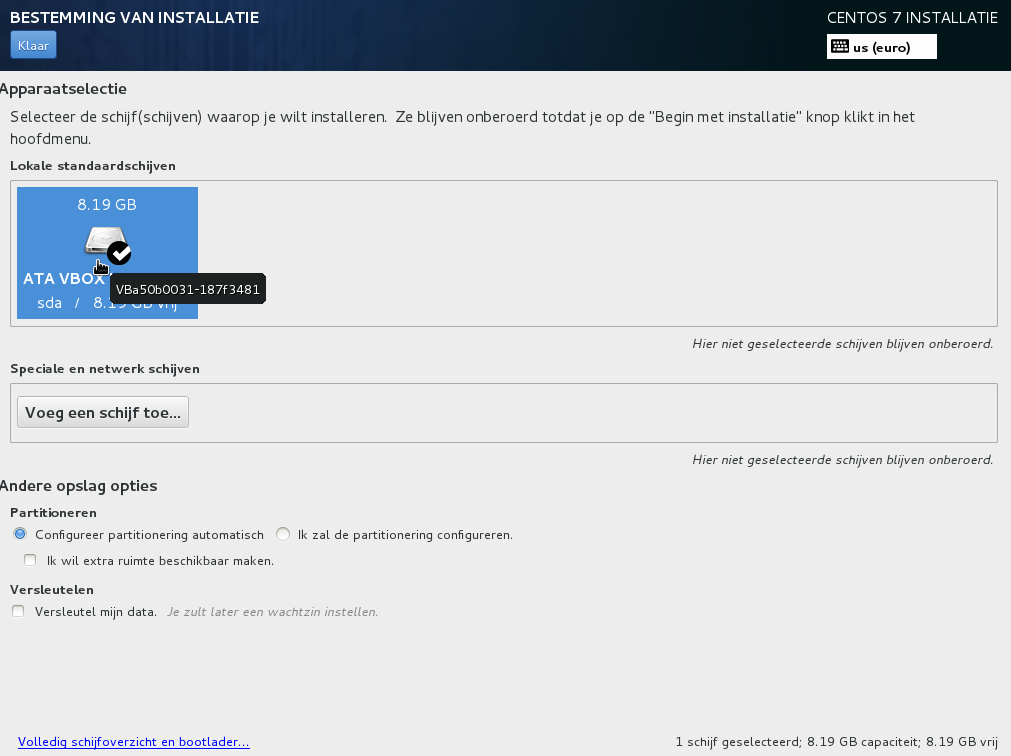 BESTEMMING VAN INSTALLATIE
CENTOS 7 INSTALLATIE
Klaar
us (euro)
Apparaatselectie
Selecteer de schijf(schijven) waarop je wilt installeren. Ze blijven onberoerd totdat je op de "Begin met installatie" knop klikt in het
hoofdmenu.
Lokale standaardschijven
8.19 GB
ATA VBOX
VBa50b0031-187f3481
sda / 8.19 GB vrij
Hier niet geselecteerde schijven blijven onberoerd.
Speciale en netwerk schijven
Voeg een schijf toe...
Hier niet geselecteerde schijven blijven onberoerd.
Andere opslag opties
Partitioneren
Configureer partitionering automatisch Ik zal de partitionering configureren.
Ik wil extra ruimte beschikbaar maken.
Versleutelen
Versleutel mijn data. Je zult later een wachtzin instellen.
Volledig schijfoverzicht en bootlader...
1 schijf geselecteerd; 8.19 GB capaciteit; 8.19 GB vrij